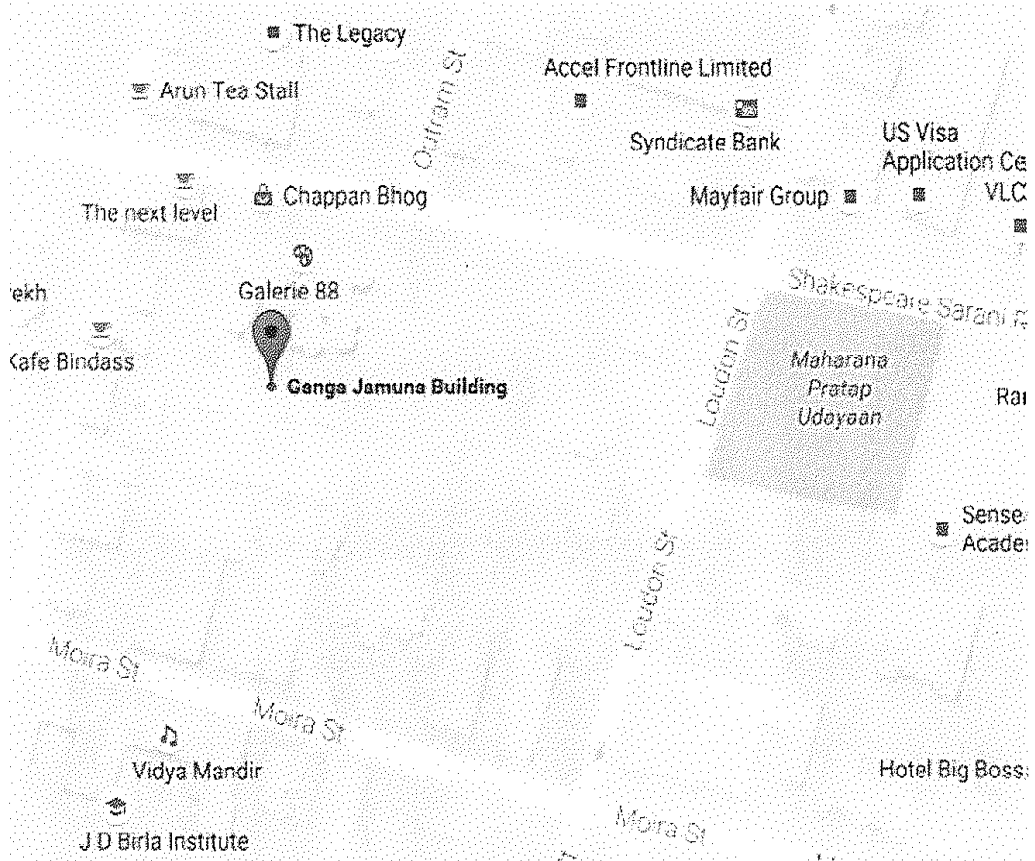 The Legacy
Outram St
Accel Frontline Limited
Arun Tea Stall
Syndicate Bank
US Visa
Application Ce
VLC
The next level
Chappan Bhog
Mayfair Group
ekh
Galerie 88
Shakespeare Sarani R
Loudon St
Kafe Bindass
Ganga Jamuna Building
Maharana
Pratap
Udayaan
Rar
Sense
Acade
Loudon St
Moira St
Moira St
Vidya Mandir
Hotel Big Boss
J D Birla Institute
Moira St